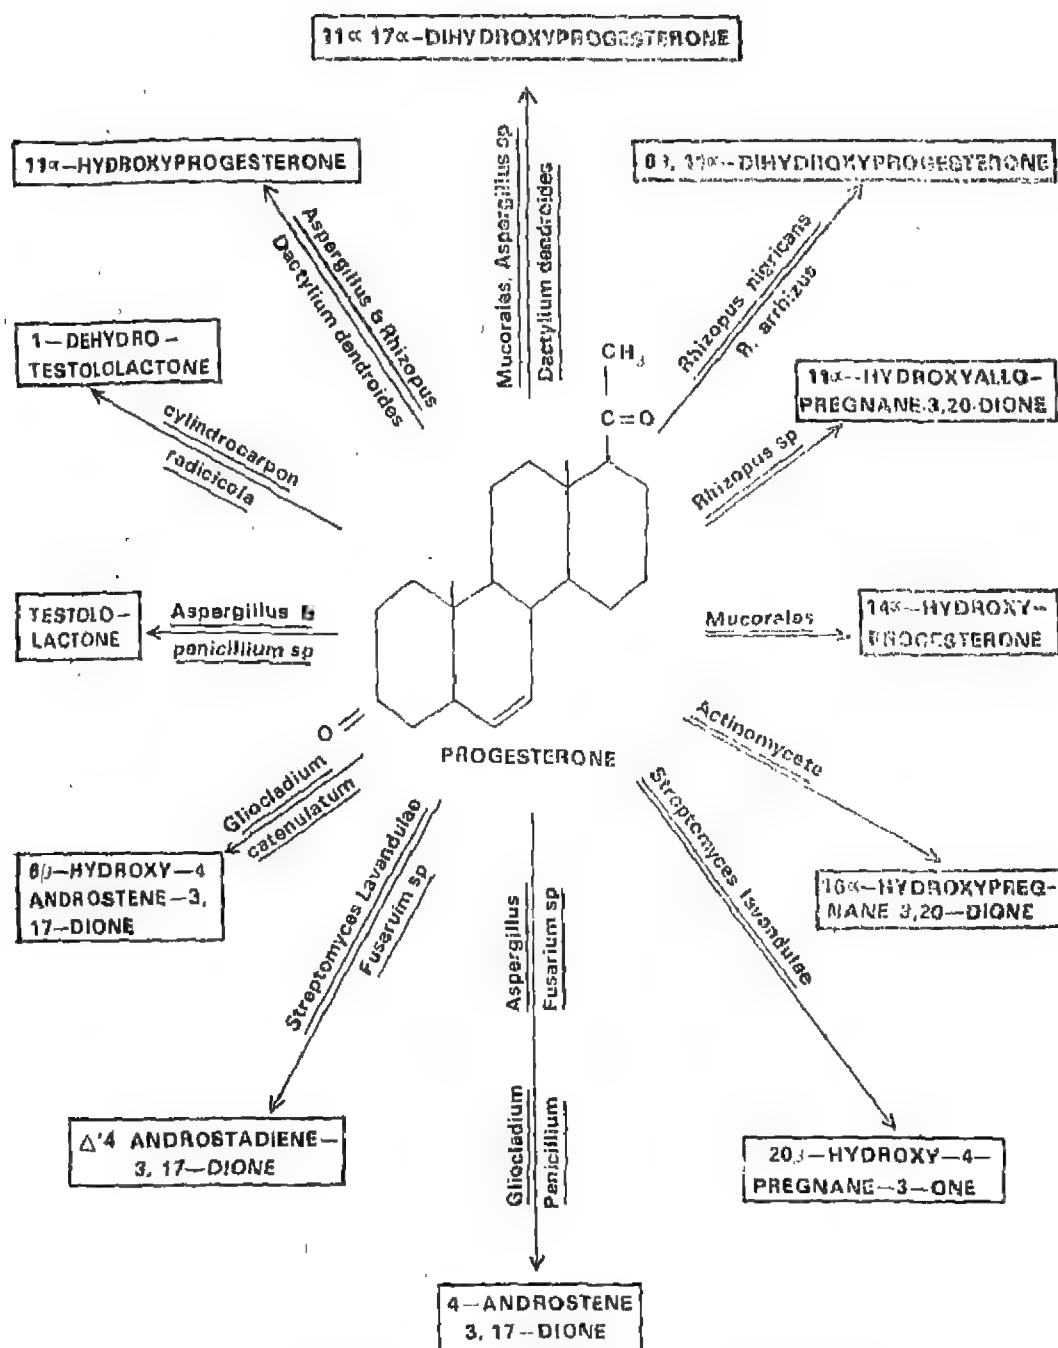 11α 17α-DIHYDROXYPROGESTERONE
11α-HYDROXYPROGESTERONE
6β, 11α-DIHYDROXYPROGESTERONE
Mucorales, Aspergillus sp
Dactylium dendroides
Aspergillus & Rhizopus
Dactylium dendroides
Rhizopus nigricans
R. arrhizus
1-DEHYDRO-
TESTOLOLACTONE
CH3
C=O
11α-HYDROXYALLO-
PREGNANE-3,20-DIONE
cylindrocarpon
radicicola
Rhizopus sp
TESTOLO-
LACTONE
Aspergillus &
penicillium sp
Mucorales
14α-HYDROXY-
PROGESTERONE
O
PROGESTERONE
Actinomycete
Gliocladium
catenulatum
6β-HYDROXY-4
ANDROSTENE-3,
17-DIONE
Streptomyces Lavandulae
Fusaruim sp
Aspergillus
Fusarium sp
Streptomyces lavandulae
16α-HYDROXYPREG-
NANE 3,20-DIONE
Δ'4 ANDROSTADIENE-
3, 17-DIONE
Gliocladium
Penicillium
20β-HYDROXY-4-
PREGNANE-3-ONE
4-ANDROSTENE
3, 17-DIONE